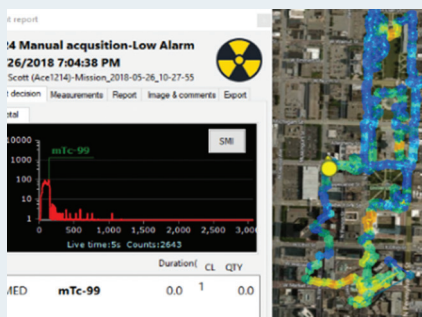 t report
24 Manual acqusition-Low Alarm
26/2018 7:04:38 PM
Scott (Ace1214)-Mission_2018-05-26_10-27-55
t decision Measurements Report Image & comments Export
otal
10000
1000
100
10
1
mTc-99
SMI
0 500 1,000 1,500 2,000 2,500 3,000
Live time:5s Counts:2643
Duration( CL QTY
MED mTc-99 0.0 1 0.0